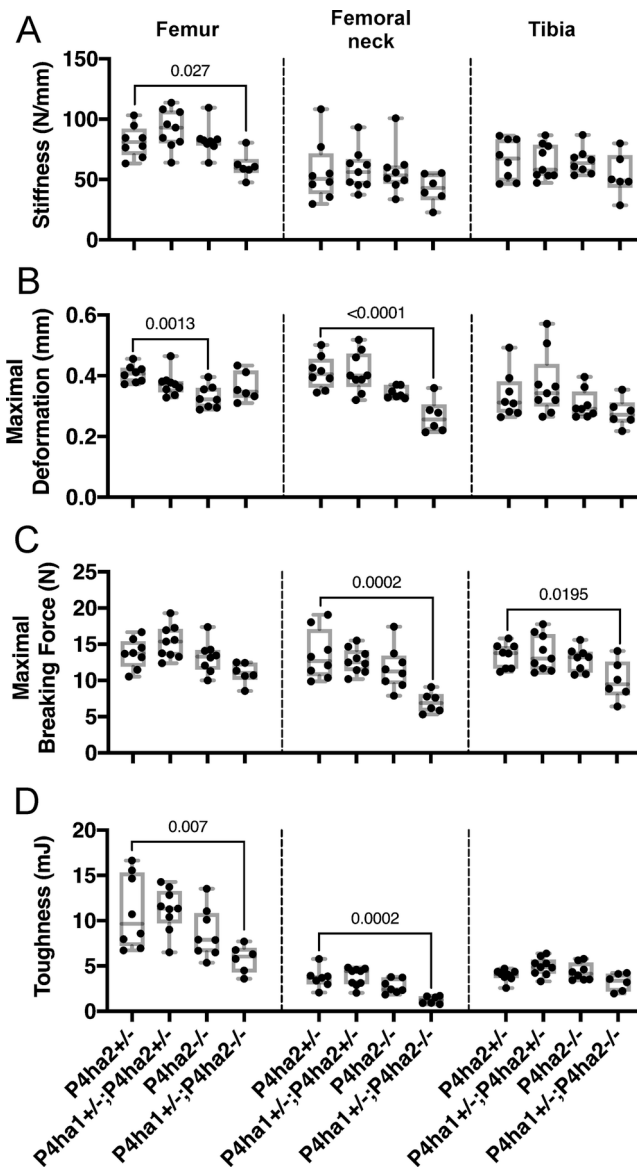 A
Femur
Femoral
neck
Tibia
Stiffness (N/mm)
150
100
50
0
0.027
B
Maximal
Deformation (mm)
0.6
0.4
0.2
0.0
0.0013
<0.0001
C
Maximal
Breaking Force (N)
25
20
15
10
5
0
0.0002
0.0195
D
Toughness (mJ)
20
15
10
5
0
0.007
0.0002
P4ha2+/-
P4ha1+/-;P4ha2+/-
P4ha2-/-
P4ha1+/-;P4ha2-/-
P4ha2+/-
P4ha1+/-;P4ha2+/-
P4ha2-/-
P4ha1+/-;P4ha2-/-
P4ha2+/-
P4ha1+/-;P4ha2+/-
P4ha2-/-
P4ha1+/-;P4ha2-/-